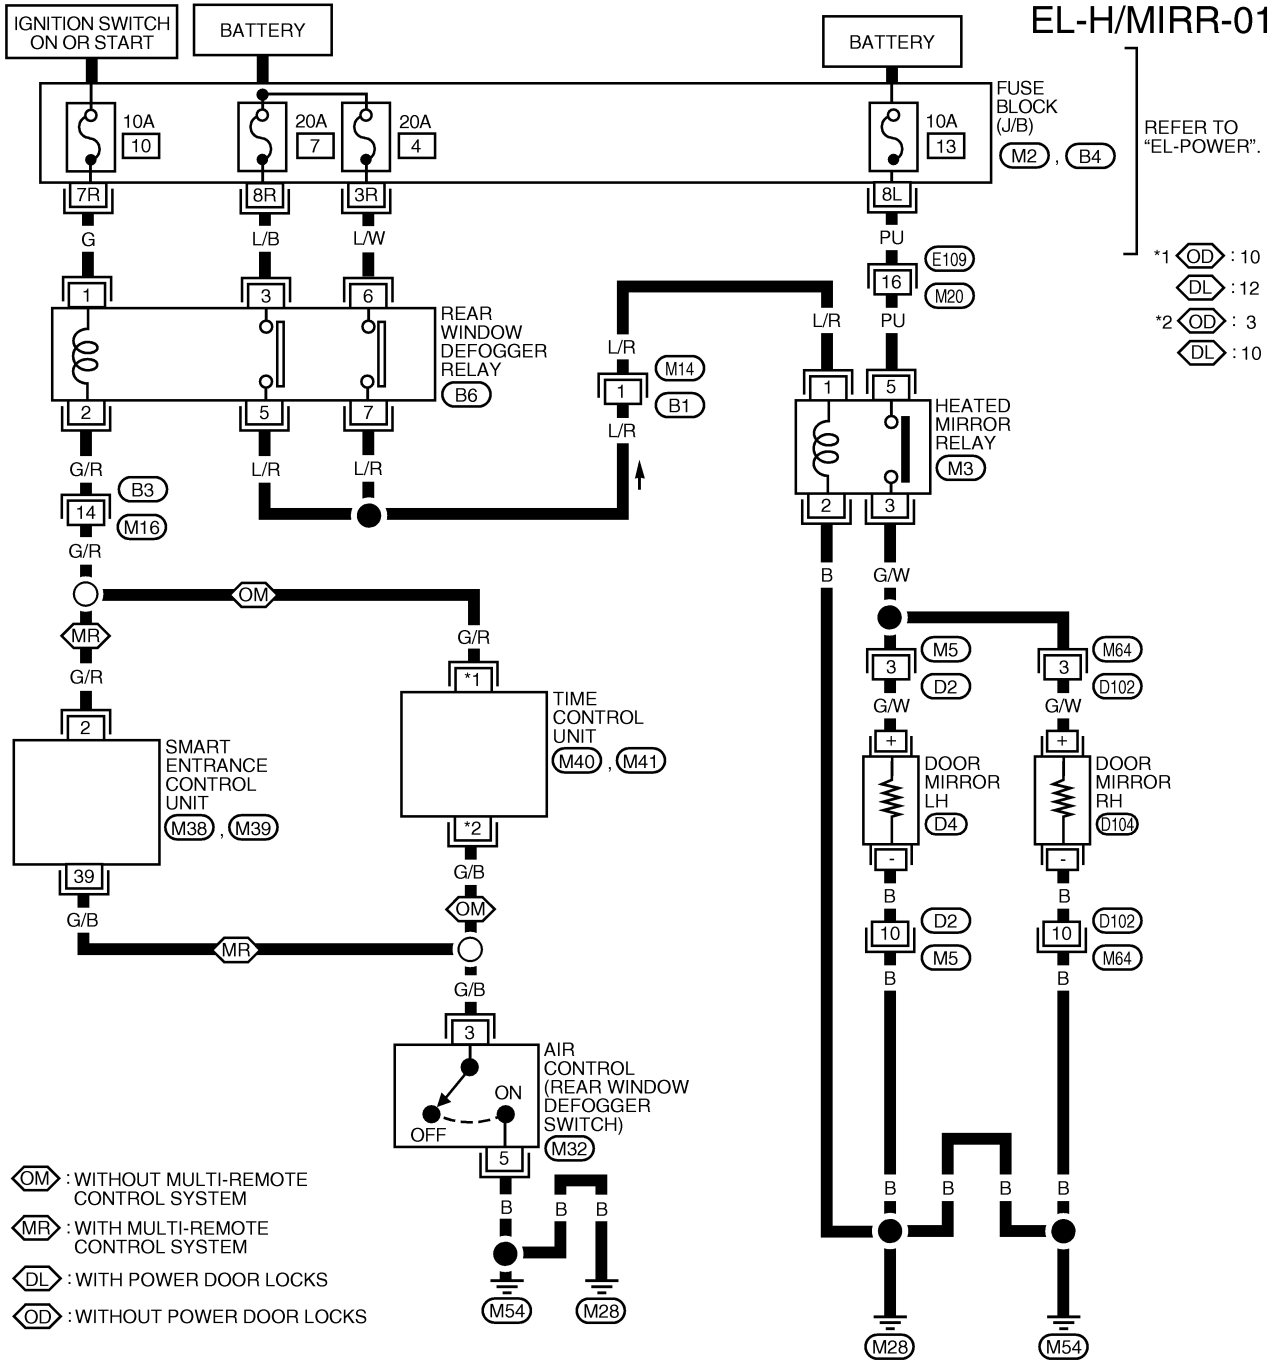 EL-H/MIRR-01
IGNITION SWITCH
ON OR START
BATTERY
BATTERY
10A
10
20A
7
20A
4
10A
13
FUSE
BLOCK
(J/B)
M2 , B4
REFER TO
“EL-POWER”.
7R
8R
3R
8L
G
L/B
L/W
PU
*1 OD : 10
DL : 12
*2 OD : 3
DL : 10
16
E109
M20
1
3
6
REAR
WINDOW
DEFOGGER
RELAY
B6
L/R
PU
L/R
1
M14
B1
L/R
2
5
7
1
5
HEATED
MIRROR
RELAY
M3
G/R
L/R
L/R
14
B3
M16
2
3
G/R
OM
MR
G/R
G/R
B
G/W
3
M5
D2
3
M64
D102
G/W
G/W
*1
TIME
CONTROL
UNIT
M40 , M41
2
SMART
ENTRANCE
CONTROL
UNIT
M38 , M39
+
DOOR
MIRROR
LH
D4
-
+
DOOR
MIRROR
RH
D104
-
*2
39
G/B
G/B
B
B
OM
MR
10
D2
M5
10
D102
M64
G/B
B
B
3
AIR
CONTROL
(REAR WINDOW
DEFOGGER
SWITCH)
M32
ON
OFF
5
OM : WITHOUT MULTI-REMOTE
CONTROL SYSTEM
MR : WITH MULTI-REMOTE
CONTROL SYSTEM
DL : WITH POWER DOOR LOCKS
OD : WITHOUT POWER DOOR LOCKS
B
B
B
B
B
B
B
M54
M28
M28
M54